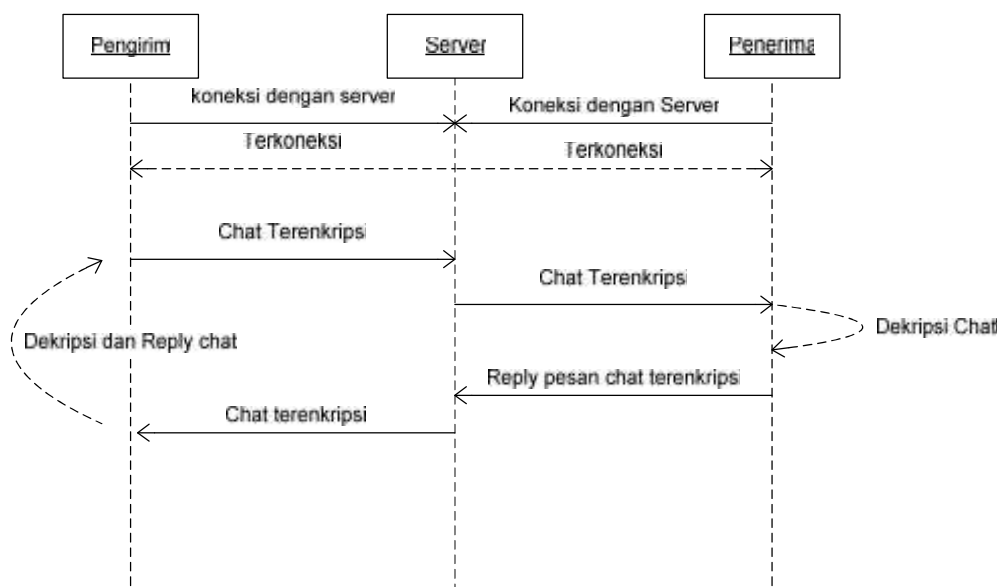 Pengirim
Server
Penerima
koneksi dengan server
Koneksi dengan Server
Terkoneksi
Terkoneksi
Chat Terenkripsi
Chat Terenkripsi
Dekripsi dan Reply chat
Dekripsi Chat
Reply pesan chat terenkripsi
Chat terenkripsi